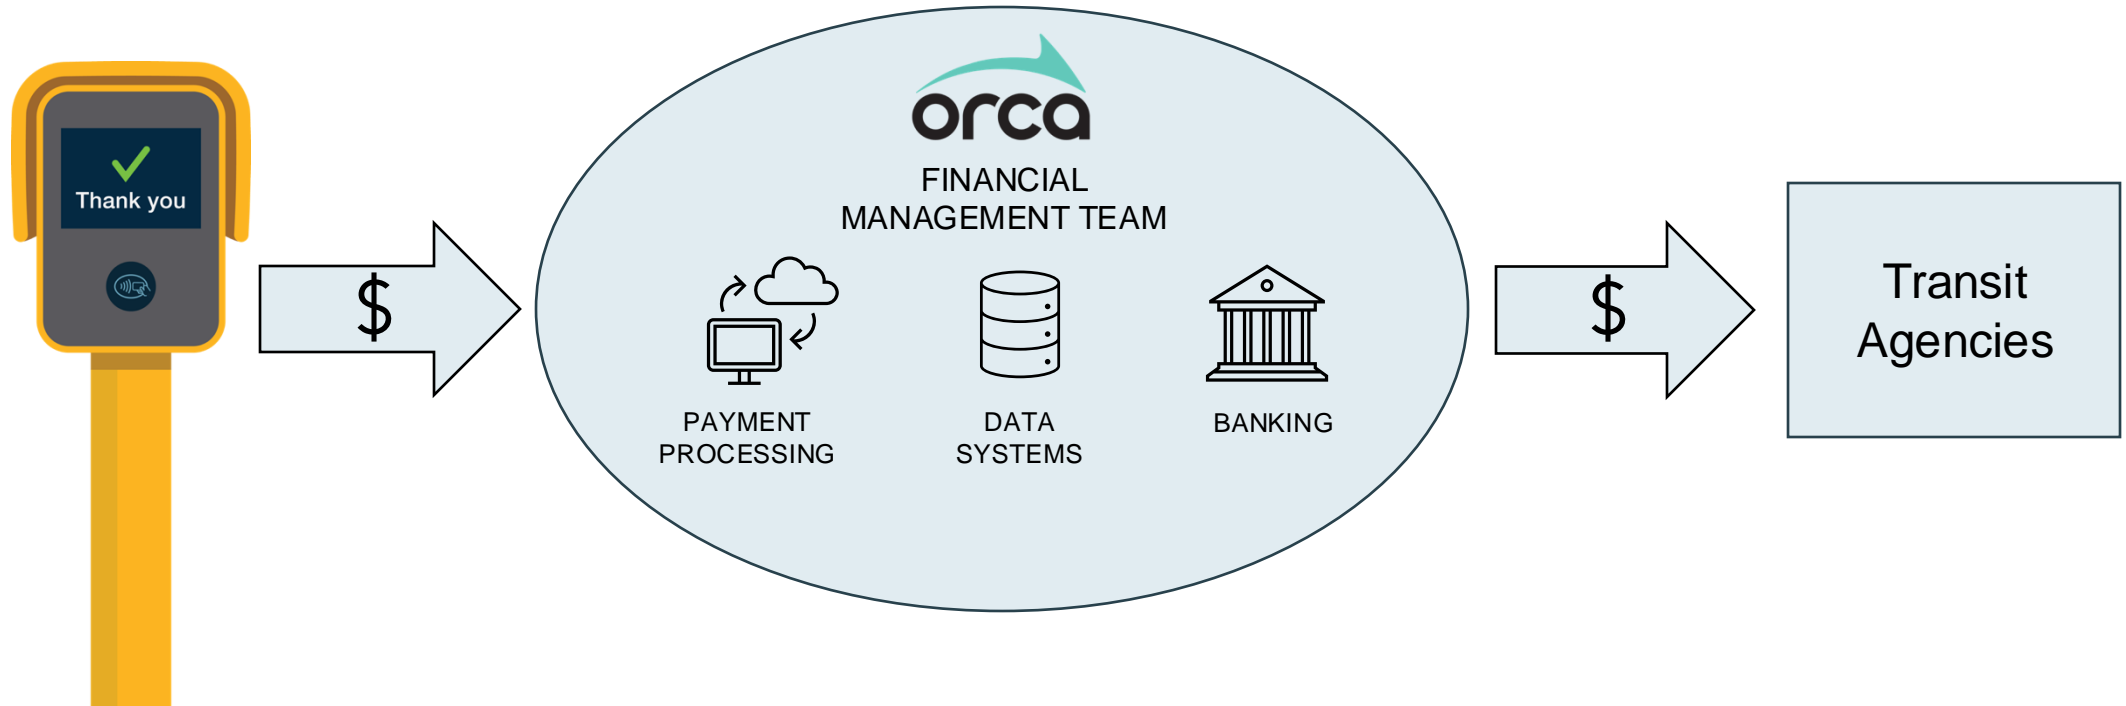 Thank you
$
orca
FINANCIAL
MANAGEMENT TEAM
PAYMENT
PROCESSING
DATA
SYSTEMS
BANKING
$
Transit
Agencies